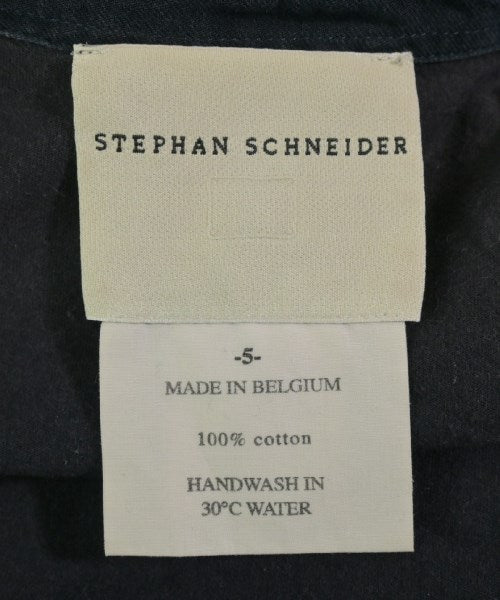 STEPHAN SCHNEIDER
-5-
MADE IN BELGIUM
100% cotton
HANDWASH IN
30°C WATER